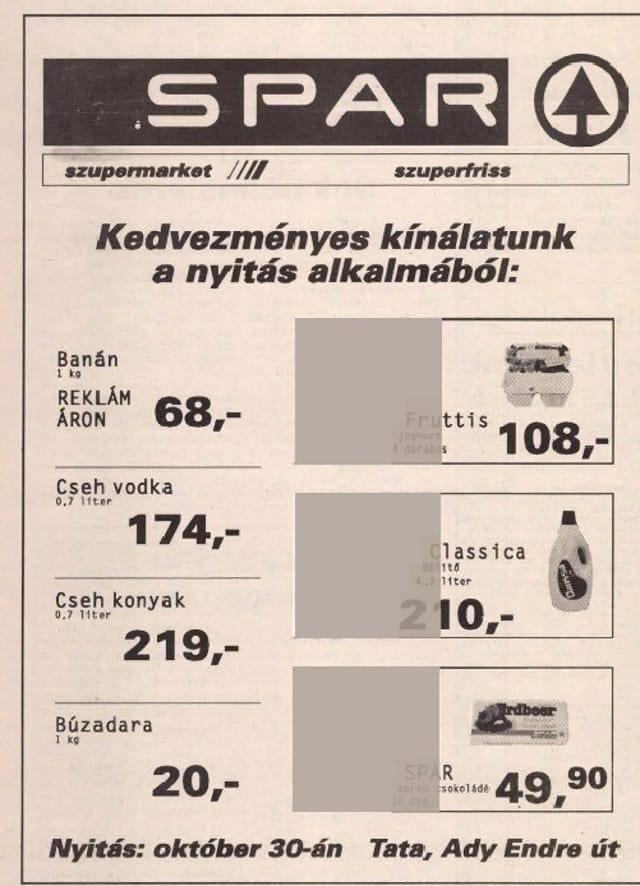 SPAR
szupermarket szuperfriss
Kedvezményes kínálatunk
a nyitás alkalmából:
Banán
1 kg
REKLÁM
ÁRON 68,-
Cseh vodka
0,7 liter
174,-
Cseh konyak
0,7 liter
219,-
Búzadara
1 kg
20,-
Fruttis
joghurt
4 darabos
108,-
Classica
öblítő
4,3 liter
210,-
Erdbeer
SPAR
epres csokoládé
10 dkg
49,90
Nyitás: október 30-án Tata, Ady Endre út